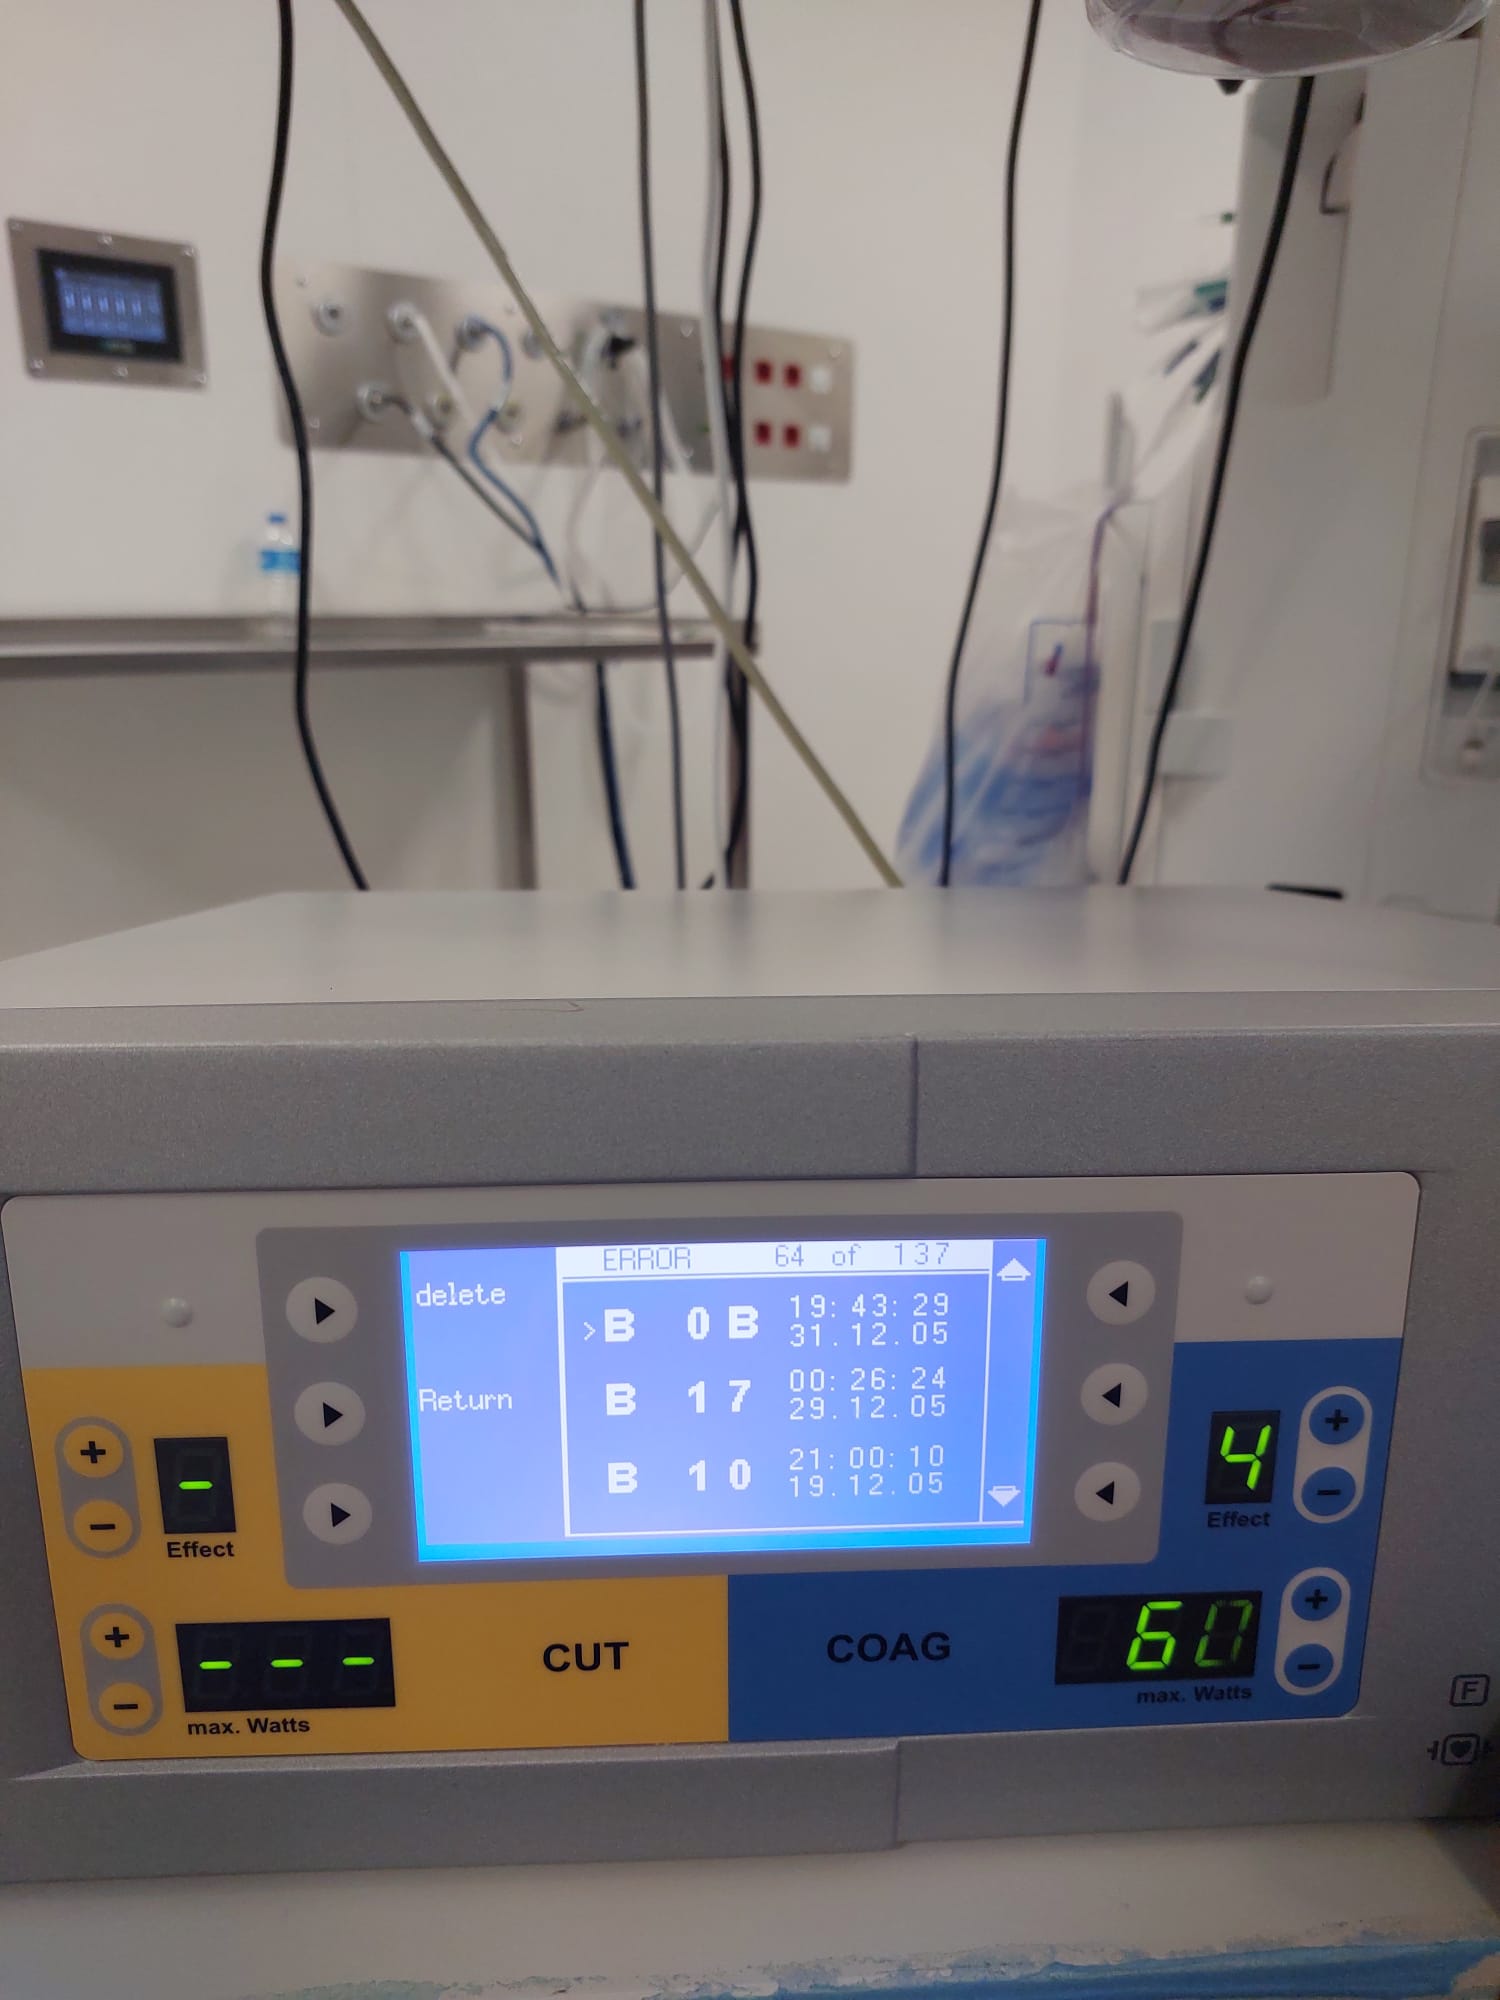 ERROR 64 of 137
delete
>B 0B 19:43:29
31.12.05
Return
B 17 00:26:24
29.12.05
B 10 21:00:10
19.12.05
+
-
-
Effect
4
+
-
Effect
+
-
---
max. Watts
CUT
COAG
60
+
-
max. Watts
F